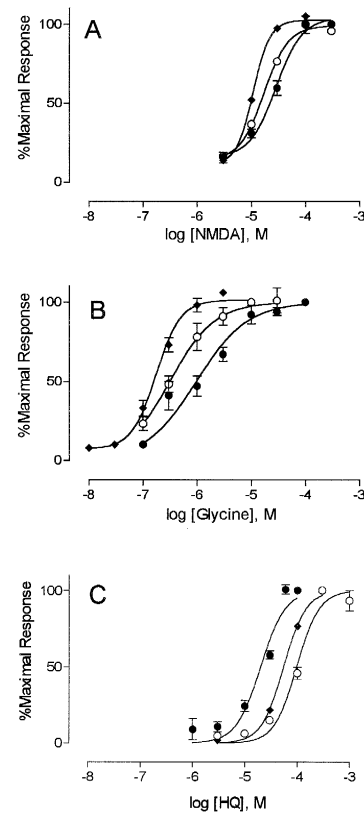 A
%Maximal Response
100
50
0
-8 -7 -6 -5 -4 -3
log [NMDA], M
B
%Maximal Response
100
50
0
-8 -7 -6 -5 -4 -3
log [Glycine], M
C
%Maximal Response
100
50
0
-8 -7 -6 -5 -4 -3
log [HQ], M